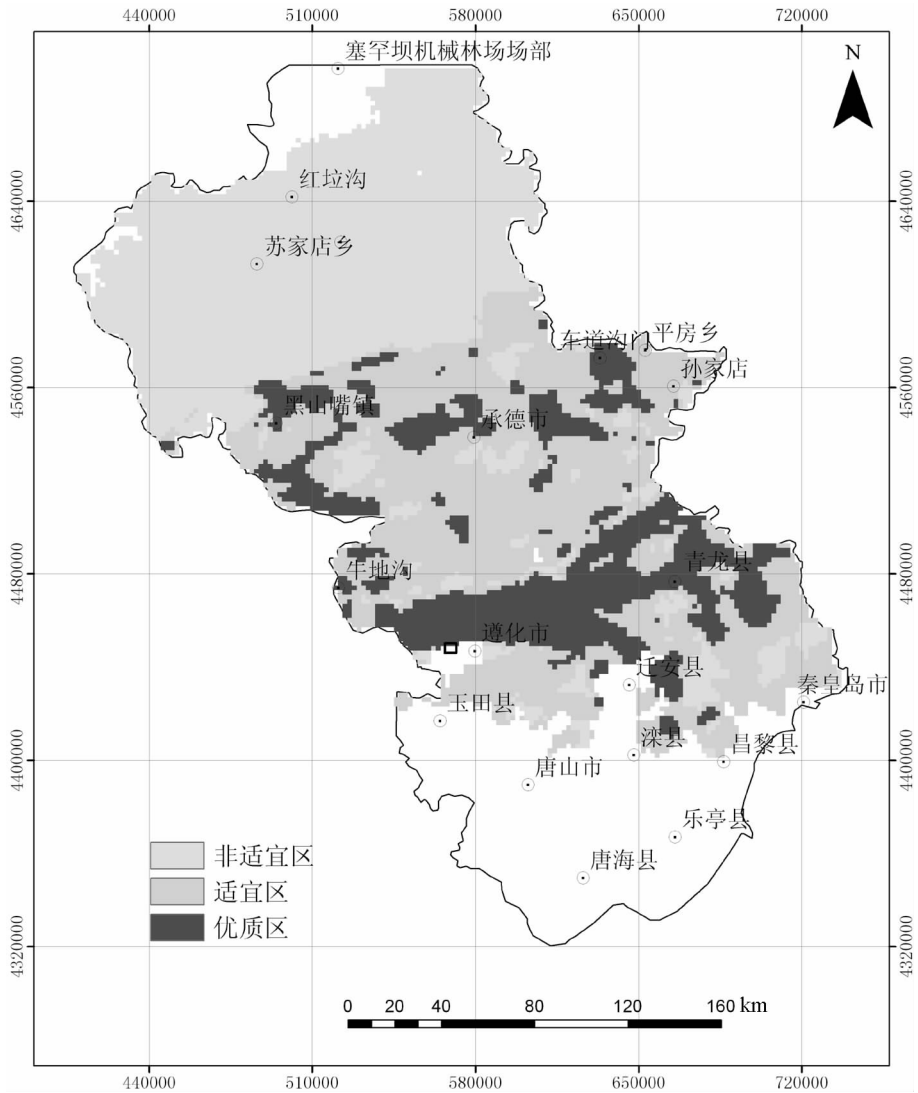 440000 510000 580000 650000 720000
塞罕坝机械林场场部
N
红垃沟
4640000 4640000
苏家店乡
车道沟门 平房乡
孙家店
4560000 4560000
黑山嘴镇
承德市
4480000 4480000
牛地沟
青龙县
遵化市
迁安县
秦皇岛市
玉田县
滦县
昌黎县
4400000 4400000
唐山市
乐亭县
唐海县
非适宜区
适宜区
优质区
4320000 4320000
0 20 40 80 120 160 km
440000 510000 580000 650000 720000